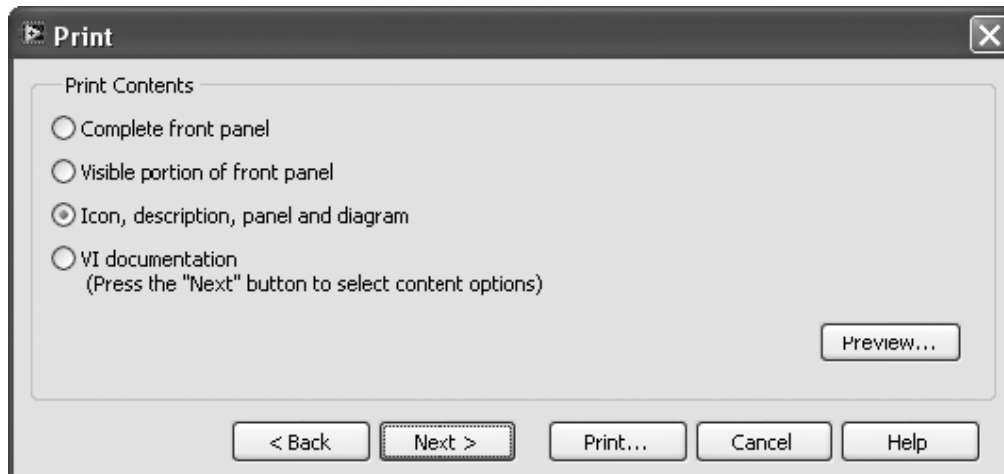 Print
Print Contents
Complete front panel
Visible portion of front panel
Icon, description, panel and diagram
VI documentation
(Press the "Next" button to select content options)
Preview...
< Back Next > Print... Cancel Help